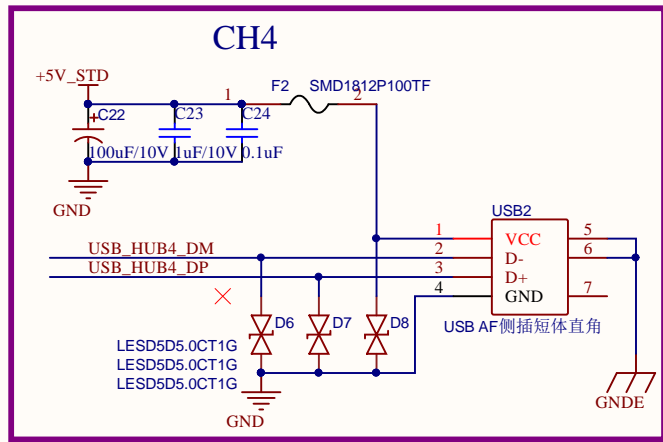 CH4
+5V_STD
1
F2
SMD1812P100TF
2
+
C22
C23
C24
100uF/10V
1uF/10V
0.1uF
GND
USB2
USB_HUB4_DM
USB_HUB4_DP
1
2
3
4
VCC
D-
D+
GND
5
6
7
USB AF侧插短体直角
D6
D7
D8
LESD5D5.0CT1G
LESD5D5.0CT1G
LESD5D5.0CT1G
GND
GNDE